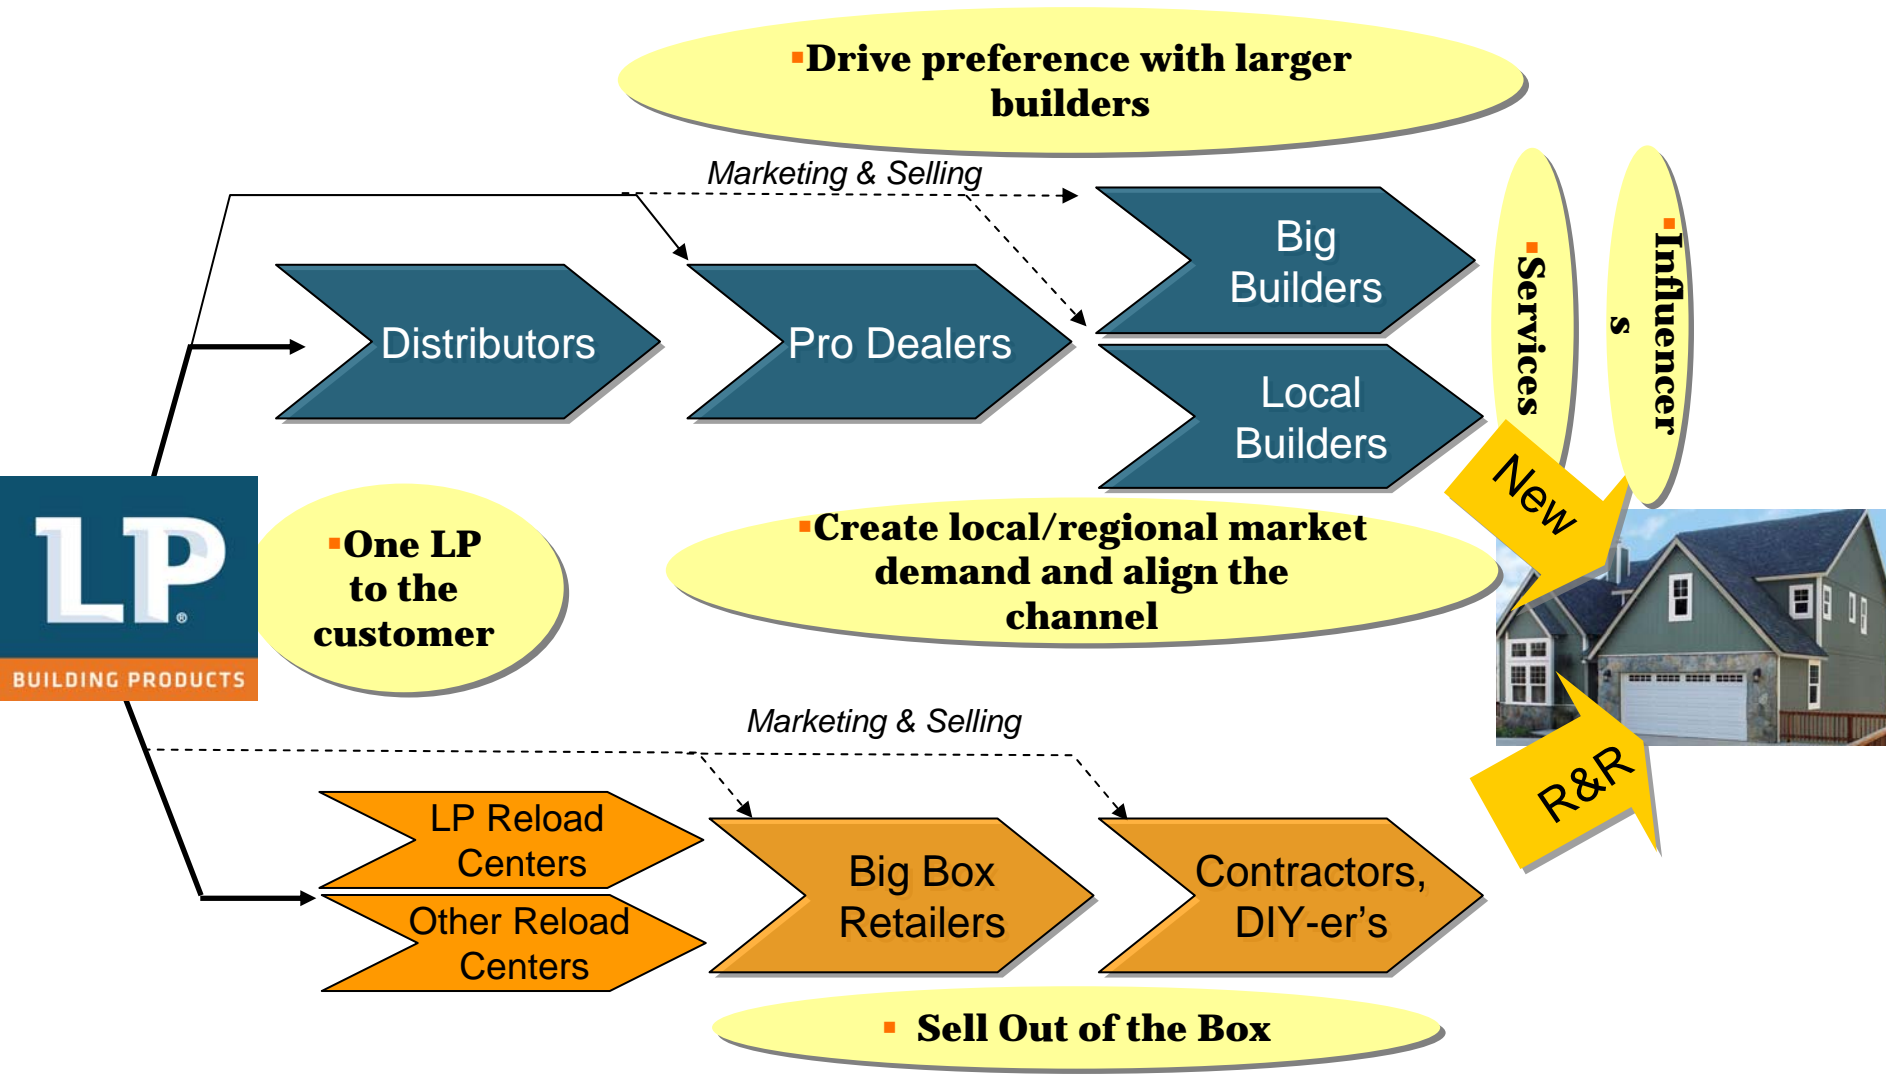 ▪Drive preference with larger
builders
Marketing & Selling
Big
Builders
Distributors
Pro Dealers
Local
Builders
▪Services
▪Influencer
s
New
LP®
BUILDING PRODUCTS
▪One LP
to the
customer
▪Create local/regional market
demand and align the
channel
Marketing & Selling
R&R
LP Reload
Centers
Other Reload
Centers
Big Box
Retailers
Contractors,
DIY-er’s
▪ Sell Out of the Box